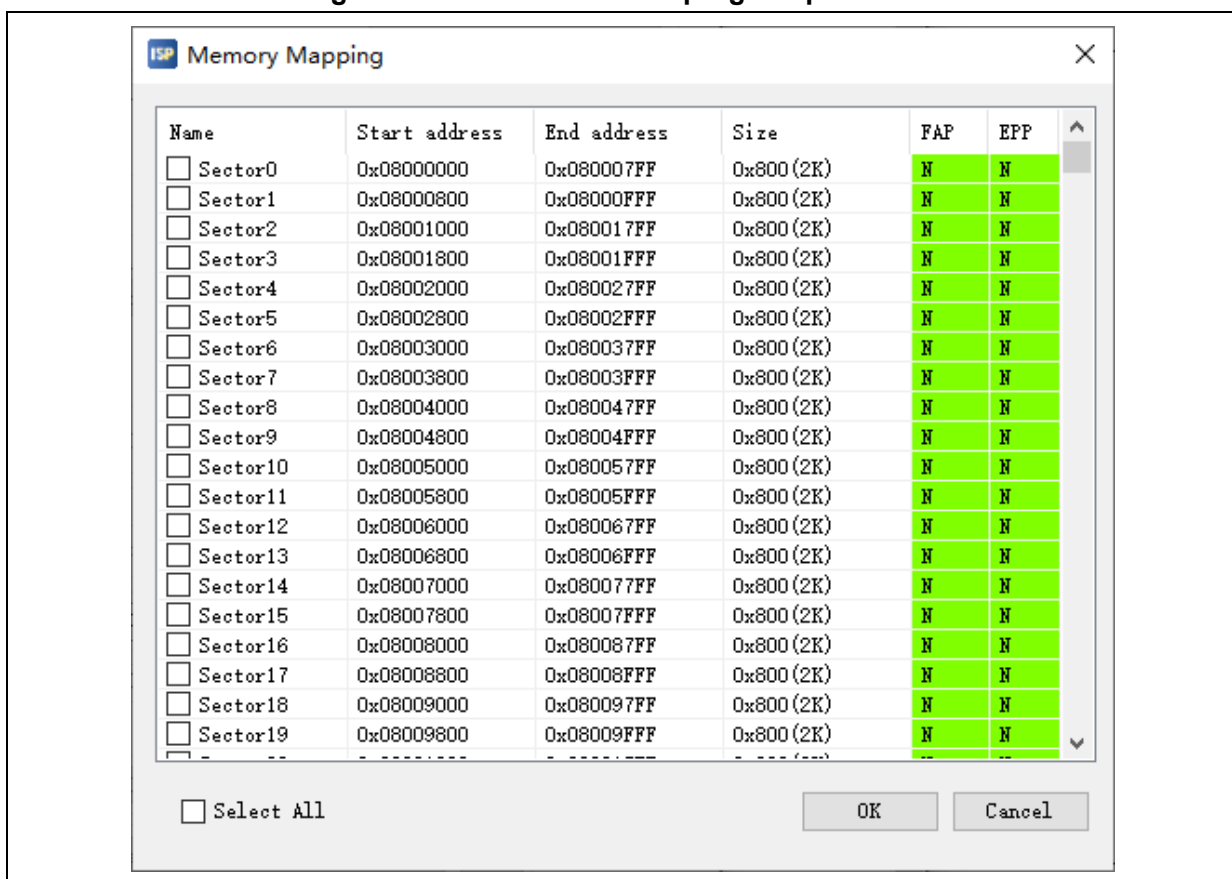 ISP Memory Mapping
Name Start address End address Size FAP EPP
Sector0 0x08000000 0x080007FF 0x800(2K) N N
Sector1 0x08000800 0x08000FFF 0x800(2K) N N
Sector2 0x08001000 0x080017FF 0x800(2K) N N
Sector3 0x08001800 0x08001FFF 0x800(2K) N N
Sector4 0x08002000 0x080027FF 0x800(2K) N N
Sector5 0x08002800 0x08002FFF 0x800(2K) N N
Sector6 0x08003000 0x080037FF 0x800(2K) N N
Sector7 0x08003800 0x08003FFF 0x800(2K) N N
Sector8 0x08004000 0x080047FF 0x800(2K) N N
Sector9 0x08004800 0x08004FFF 0x800(2K) N N
Sector10 0x08005000 0x080057FF 0x800(2K) N N
Sector11 0x08005800 0x08005FFF 0x800(2K) N N
Sector12 0x08006000 0x080067FF 0x800(2K) N N
Sector13 0x08006800 0x08006FFF 0x800(2K) N N
Sector14 0x08007000 0x080077FF 0x800(2K) N N
Sector15 0x08007800 0x08007FFF 0x800(2K) N N
Sector16 0x08008000 0x080087FF 0x800(2K) N N
Sector17 0x08008800 0x08008FFF 0x800(2K) N N
Sector18 0x08009000 0x080097FF 0x800(2K) N N
Sector19 0x08009800 0x08009FFF 0x800(2K) N N
Select All OK Cancel